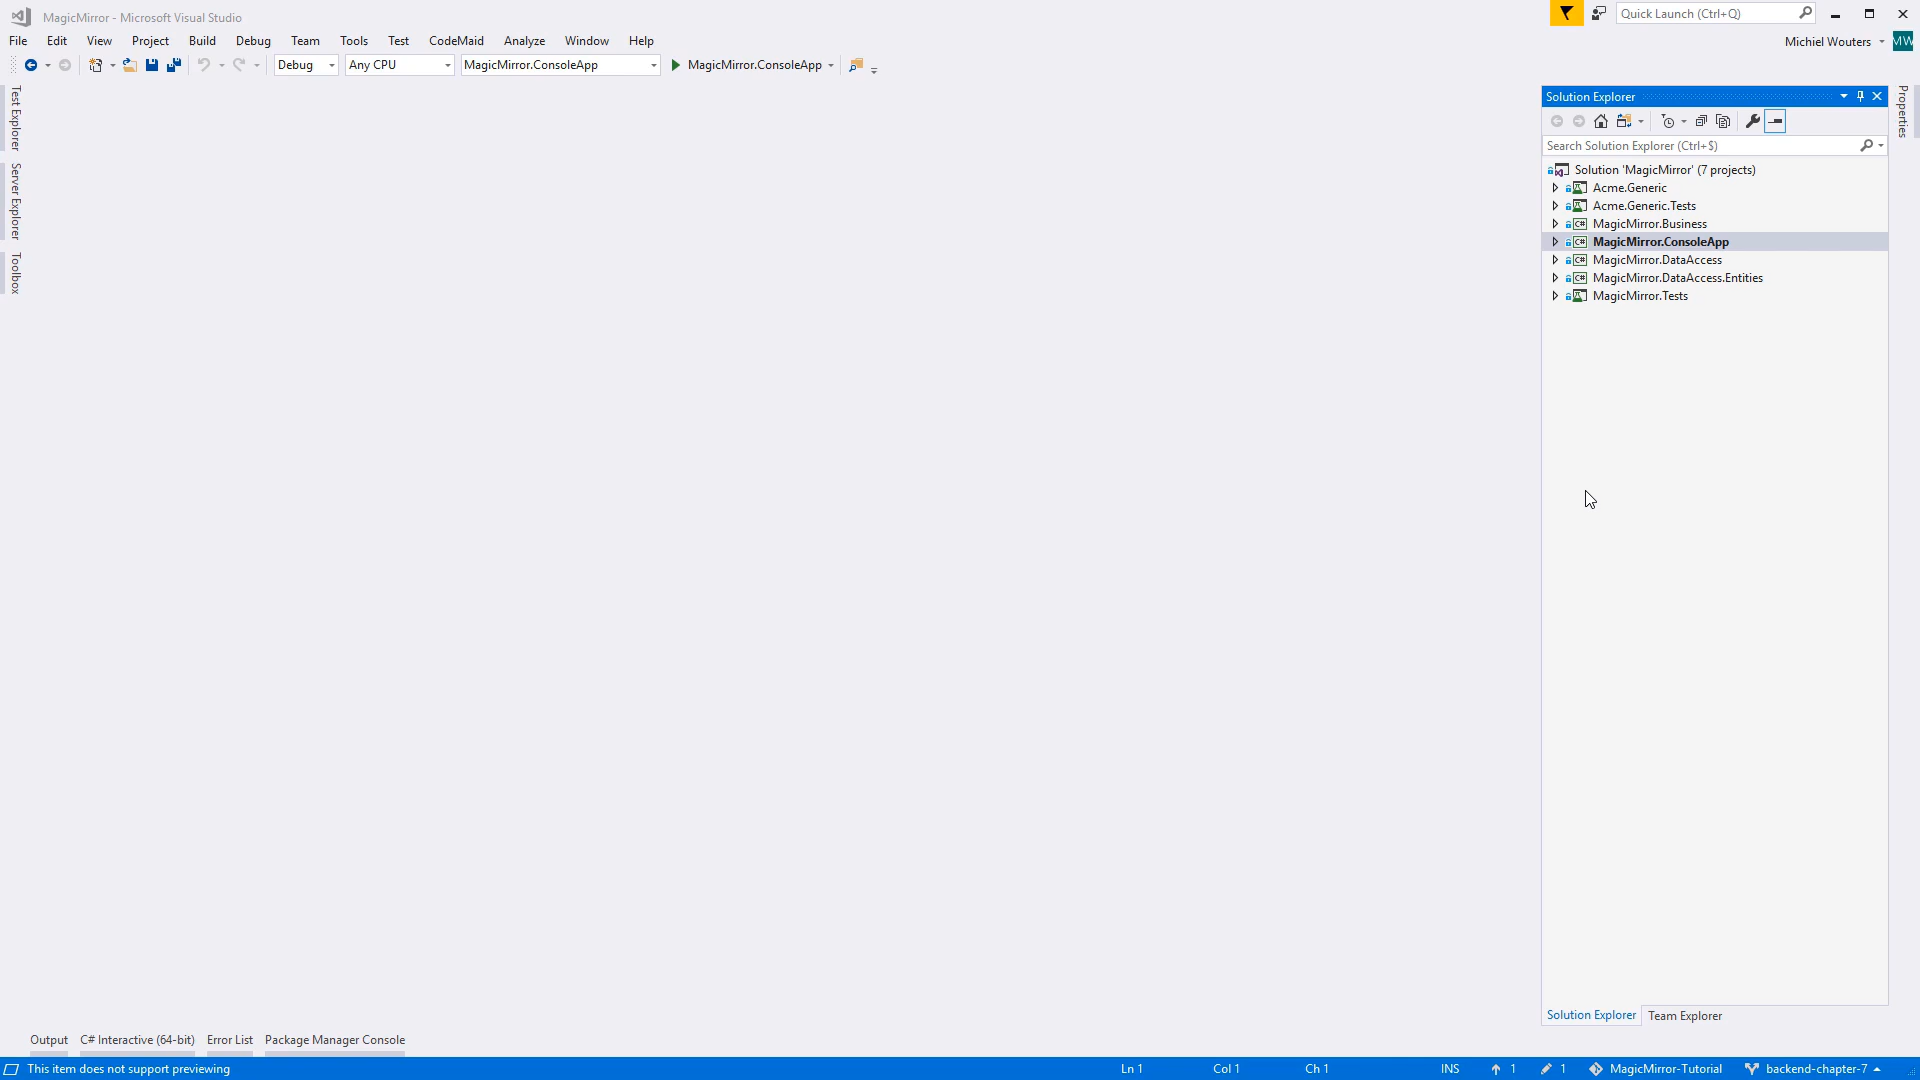 MagicMirror - Microsoft Visual Studio
Quick Launch (Ctrl+Q)
File Edit View Project Build Debug Team Tools Test CodeMaid Analyze Window Help
Michiel Wouters MW
Debug Any CPU MagicMirror.ConsoleApp MagicMirror.ConsoleApp
Test Explorer
Server Explorer
Toolbox
Solution Explorer
Properties
Search Solution Explorer (Ctrl+$)
Solution 'MagicMirror' (7 projects)
Acme.Generic
Acme.Generic.Tests
C# MagicMirror.Business
C# MagicMirror.ConsoleApp
C# MagicMirror.DataAccess
C# MagicMirror.DataAccess.Entities
MagicMirror.Tests
Solution Explorer Team Explorer
Output C# Interactive (64-bit) Error List Package Manager Console
This item does not support previewing Ln 1 Col 1 Ch 1 INS 1 1 MagicMirror-Tutorial backend-chapter-7